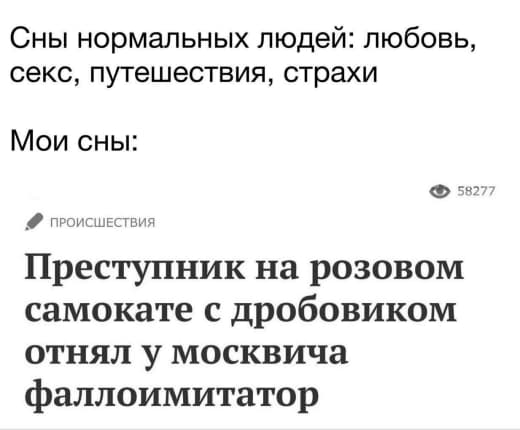 Сны нормальных людей: любовь,
секс, путешествия, страхи
Мои сны:
58277
ПРОИСШЕСТВИЯ
Преступник на розовом
самокате с дробовиком
отнял у москвича
фаллоимитатор